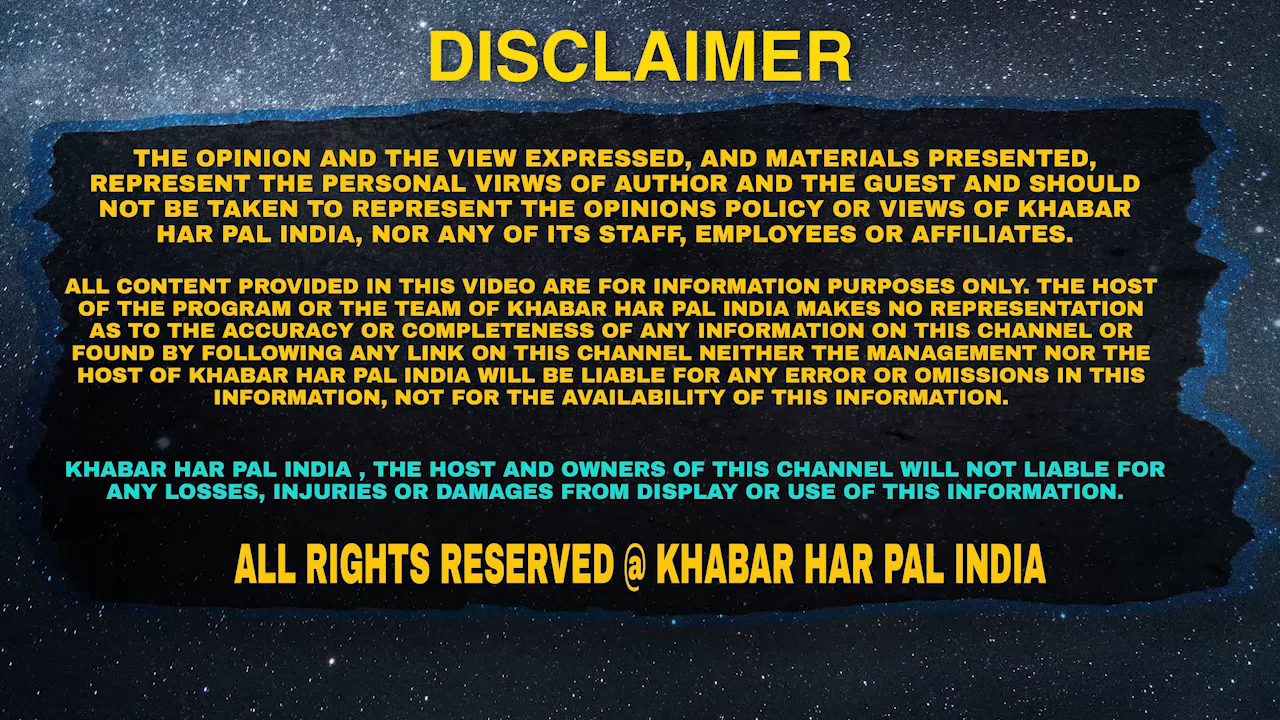 DISCLAIMER
THE OPINION AND THE VIEW EXPRESSED, AND MATERIALS PRESENTED,
REPRESENT THE PERSONAL VIRWS OF AUTHOR AND THE GUEST AND SHOULD
NOT BE TAKEN TO REPRESENT THE OPINIONS POLICY OR VIEWS OF KHABAR
HAR PAL INDIA, NOR ANY OF ITS STAFF, EMPLOYEES OR AFFILIATES.
ALL CONTENT PROVIDED IN THIS VIDEO ARE FOR INFORMATION PURPOSES ONLY. THE HOST
OF THE PROGRAM OR THE TEAM OF KHABAR HAR PAL INDIA MAKES NO REPRESENTATION
AS TO THE ACCURACY OR COMPLETENESS OF ANY INFORMATION ON THIS CHANNEL OR
FOUND BY FOLLOWING ANY LINK ON THIS CHANNEL NEITHER THE MANAGEMENT NOR THE
HOST OF KHABAR HAR PAL INDIA WILL BE LIABLE FOR ANY ERROR OR OMISSIONS IN THIS
INFORMATION, NOT FOR THE AVAILABILITY OF THIS INFORMATION.
KHABAR HAR PAL INDIA , THE HOST AND OWNERS OF THIS CHANNEL WILL NOT LIABLE FOR
ANY LOSSES, INJURIES OR DAMAGES FROM DISPLAY OR USE OF THIS INFORMATION.
ALL RIGHTS RESERVED @ KHABAR HAR PAL INDIA